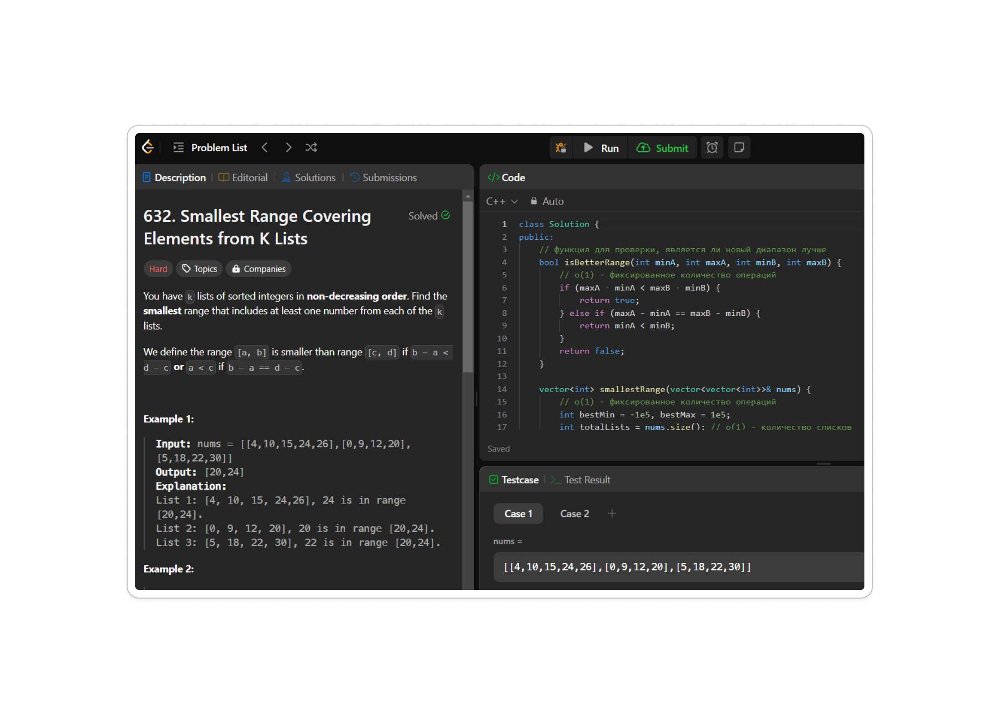 Problem List
Run
Submit
Description
Editorial
Solutions
Submissions
632. Smallest Range Covering
Elements from K Lists
Solved
Hard
Topics
Companies
You have k lists of sorted integers in non-decreasing order. Find the
smallest range that includes at least one number from each of the k
lists.
We define the range [a, b] is smaller than range [c, d] if b - a <
d - c or a < c if b - a == d - c.
Example 1:
Input: nums = [[4,10,15,24,26],[0,9,12,20],
[5,18,22,30]]
Output: [20,24]
Explanation:
List 1: [4, 10, 15, 24,26], 24 is in range
[20,24].
List 2: [0, 9, 12, 20], 20 is in range [20,24].
List 3: [5, 18, 22, 30], 22 is in range [20,24].
Example 2:
</> Code
C++
Auto
1 class Solution {
2 public:
3 // функция для проверки, является ли новый диапазон лучше
4 bool isBetterRange(int minA, int maxA, int minB, int maxB) {
5 // o(1) - фиксированное количество операций
6 if (maxA - minA < maxB - minB) {
7 return true;
8 } else if (maxA - minA == maxB - minB) {
9 return minA < minB;
10 }
11 return false;
12 }
13
14 vector<int> smallestRange(vector<vector<int>>& nums) {
15 // o(1) - фиксированное количество операций
16 int bestMin = -1e5, bestMax = 1e5;
17 int totalLists = nums.size(); // o(1) - количество списков
Saved
Testcase
Test Result
Case 1
Case 2
+
nums =
[[4,10,15,24,26],[0,9,12,20],[5,18,22,30]]